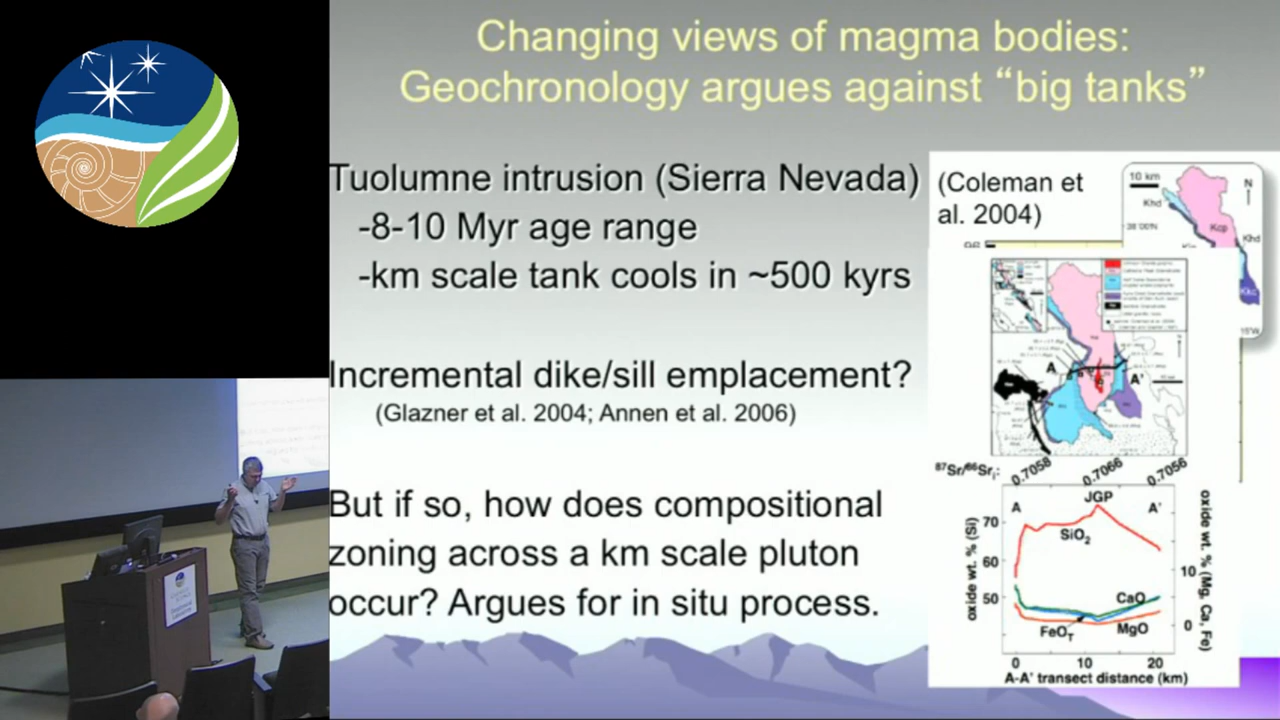 Changing views of magma bodies:
Geochronology argues against “big tanks”
Tuolumne intrusion (Sierra Nevada)
-8-10 Myr age range
-km scale tank cools in ~500 kyrs
Incremental dike/sill emplacement?
(Glazner et al. 2004; Annen et al. 2006)
But if so, how does compositional
zoning across a km scale pluton
occur? Argues for in situ process.
(Coleman et
al. 2004)
10 km
N
Khd
Kcp
Khd
A
A'
87Sr/86Sri:
0.7058
0.7066
0.7056
A
JGP
A'
SiO2
CaO
FeOT
MgO
70
60
50
10
0
oxide wt. % (Si)
oxide wt. % (Mg, Ca, Fe)
0
10
20
A-A' transect distance (km)